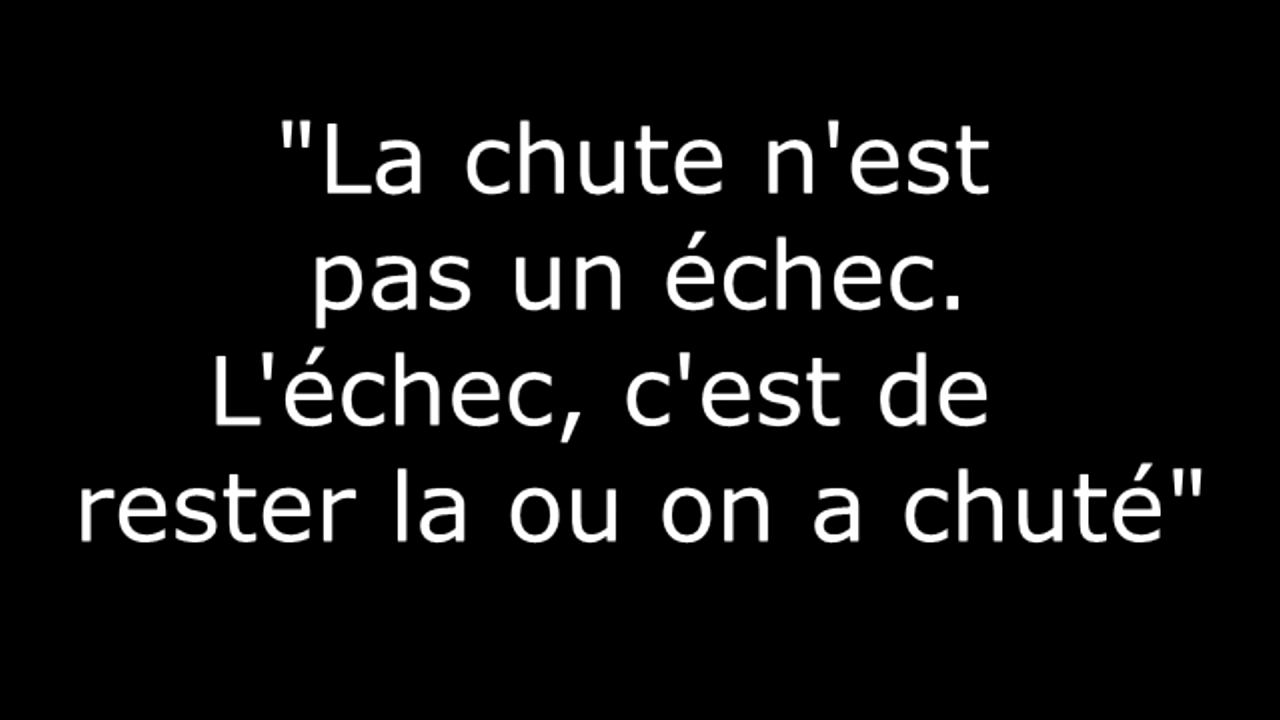 "La chute n'est
pas un échec.
L'échec, c'est de
rester la ou on a chuté"